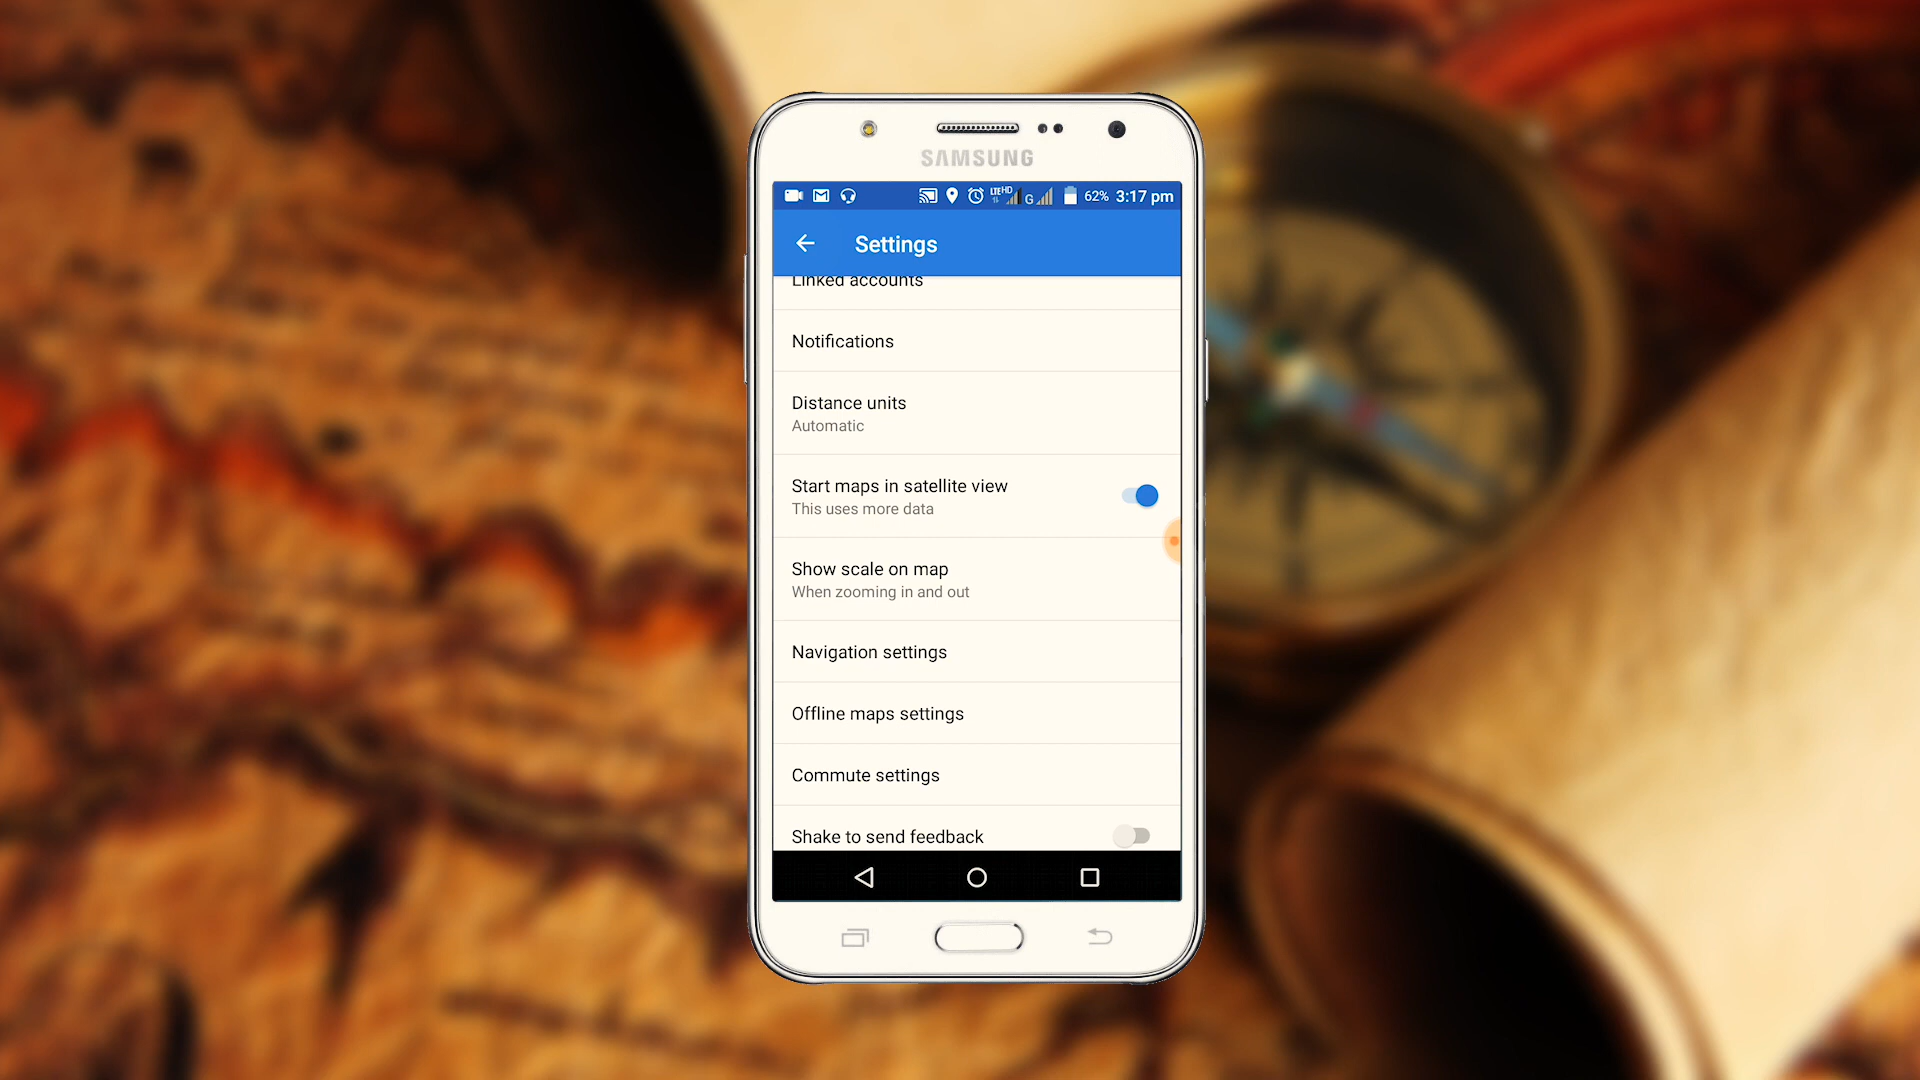 SAMSUNG
LTE HD G 62% 3:17 pm
Settings
Linked accounts
Notifications
Distance units
Automatic
Start maps in satellite view
This uses more data
Show scale on map
When zooming in and out
Navigation settings
Offline maps settings
Commute settings
Shake to send feedback